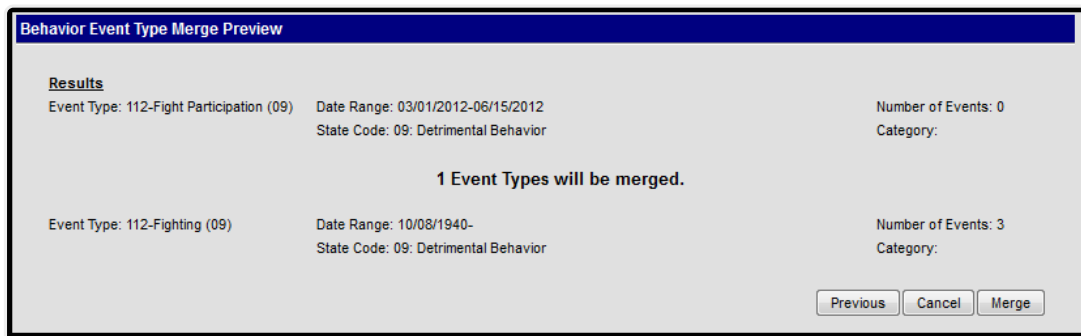 Behavior Event Type Merge Preview
Results
Event Type: 112-Fight Participation (09) Date Range: 03/01/2012-06/15/2012 Number of Events: 0
State Code: 09: Detrimental Behavior Category:
1 Event Types will be merged.
Event Type: 112-Fighting (09) Date Range: 10/08/1940- Number of Events: 3
State Code: 09: Detrimental Behavior Category:
Previous Cancel Merge